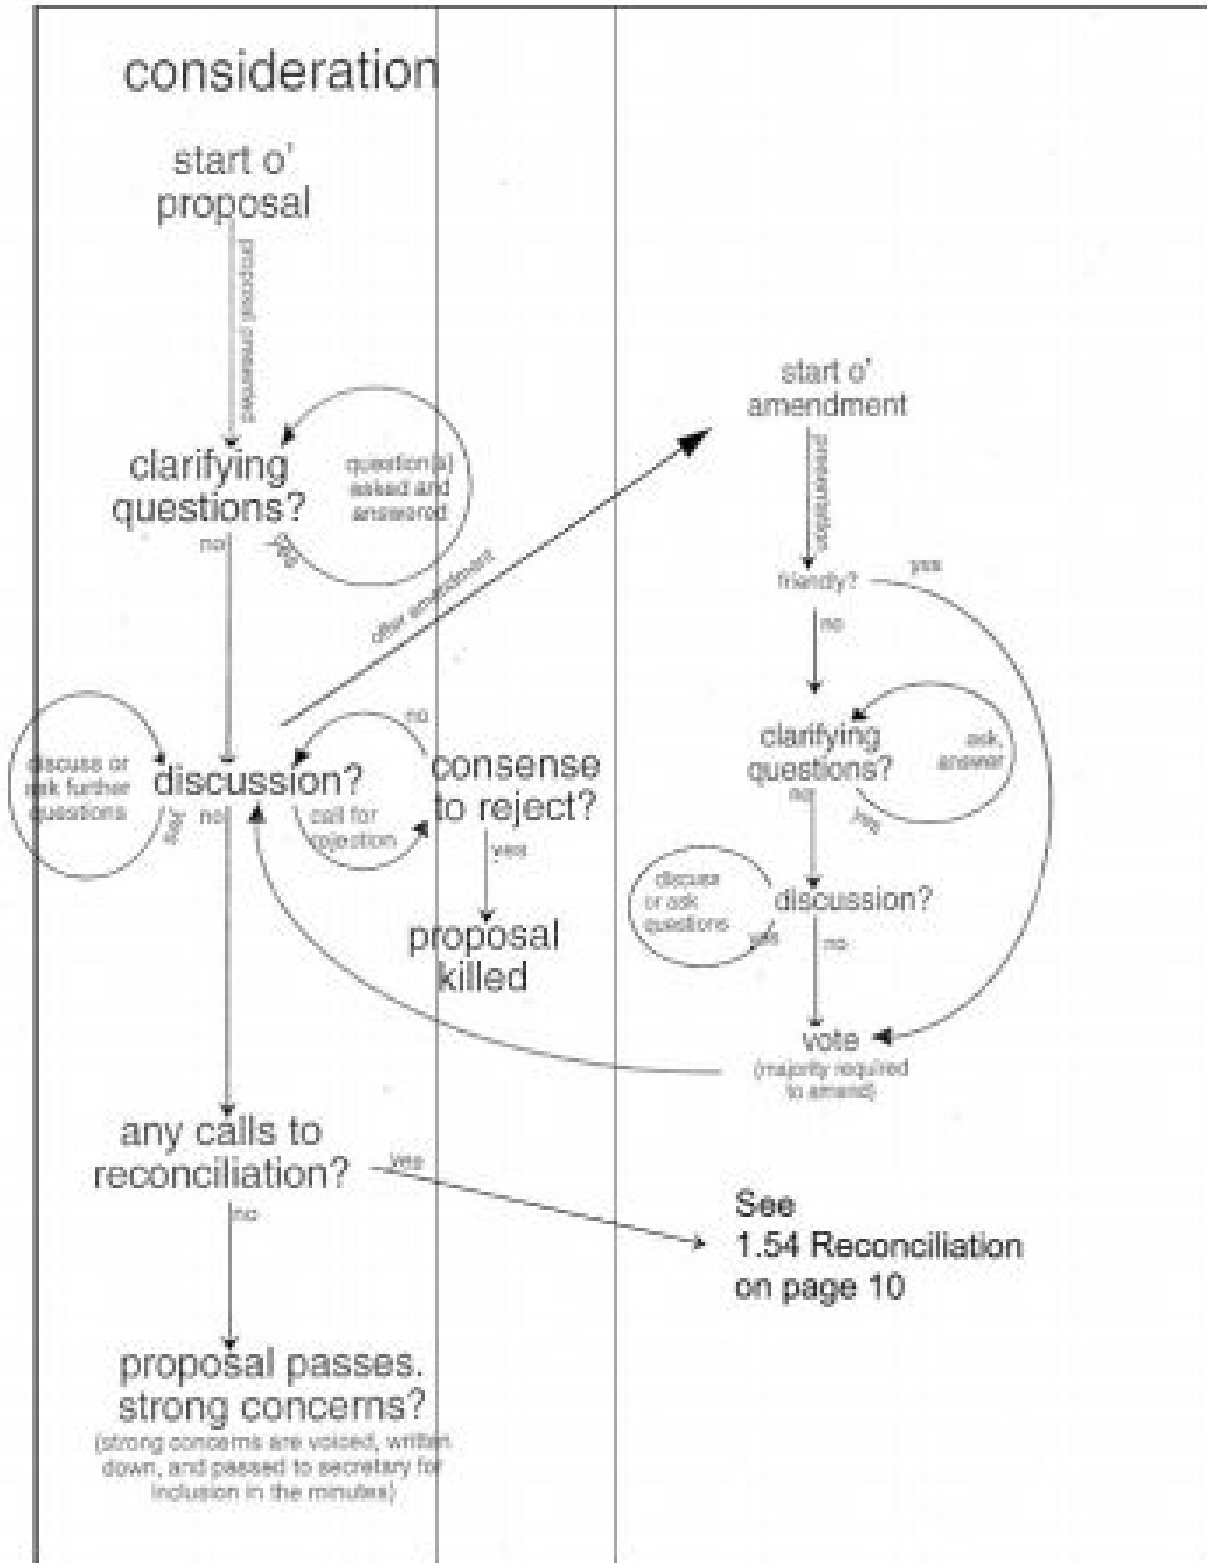 consideration
start o'
proposal
proposal presented
clarifying
questions?
question(s)
asked and
answered
no
yes
offer amendment
discuss or
ask further
questions
discussion?
yes
no
call for
rejection
no
consense
to reject?
yes
proposal
killed
any calls to
reconciliation?
yes
no
proposal passes.
strong concerns?
(strong concerns are voiced, written
down, and passed to secretary for
inclusion in the minutes)
start o'
amendment
presentation
friendly?
yes
no
clarifying
questions?
ask,
answer
no
yes
discuss
or ask
questions
discussion?
yes
no
vote
(majority required
to amend)
See
1.54 Reconciliation
on page 10